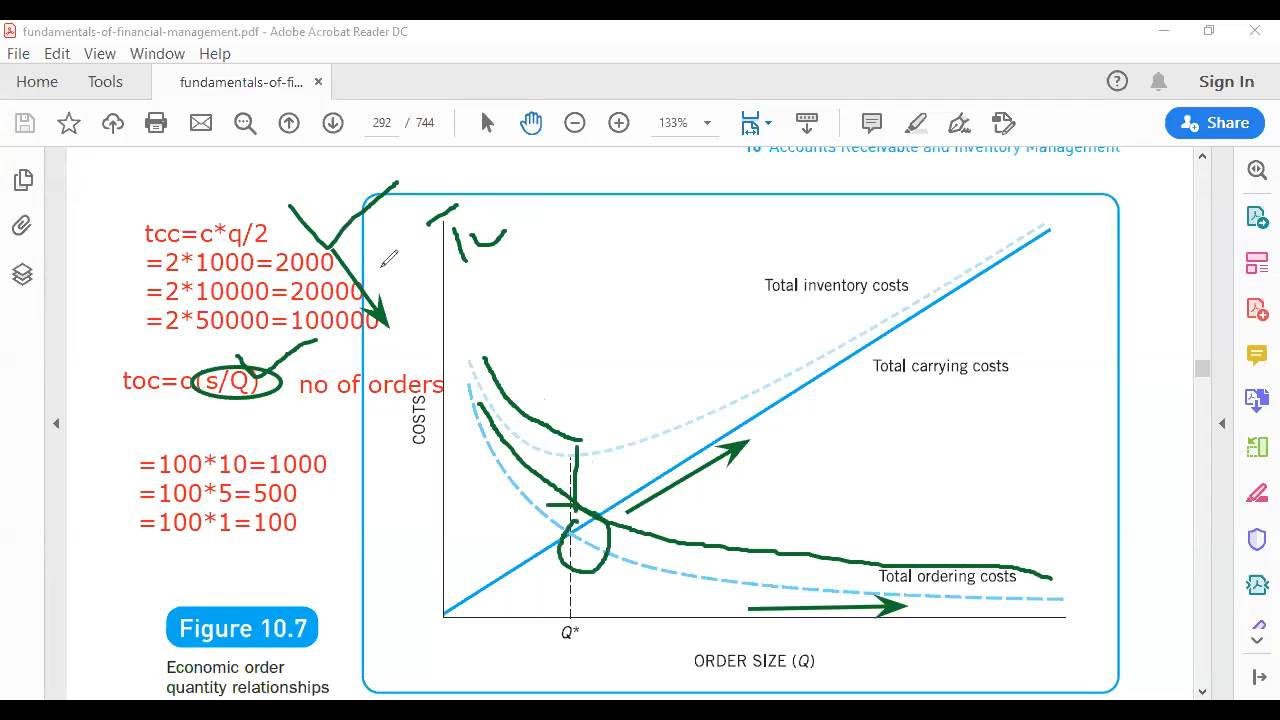 fundamentals-of-financial-management.pdf - Adobe Acrobat Reader DC
File Edit View Window Help
Home Tools fundamentals-of-fi... × Sign In
292 / 744 133% Share
10 Accounts Receivable and Inventory Management
tcc=c*q/2
=2*1000=2000
=2*10000=20000
=2*50000=100000
toc=o(s/Q) no of orders
=100*10=1000
=100*5=500
=100*1=100
Total inventory costs
Total carrying costs
COSTS
Total ordering costs
Q*
ORDER SIZE (Q)
Figure 10.7
Economic order
quantity relationships